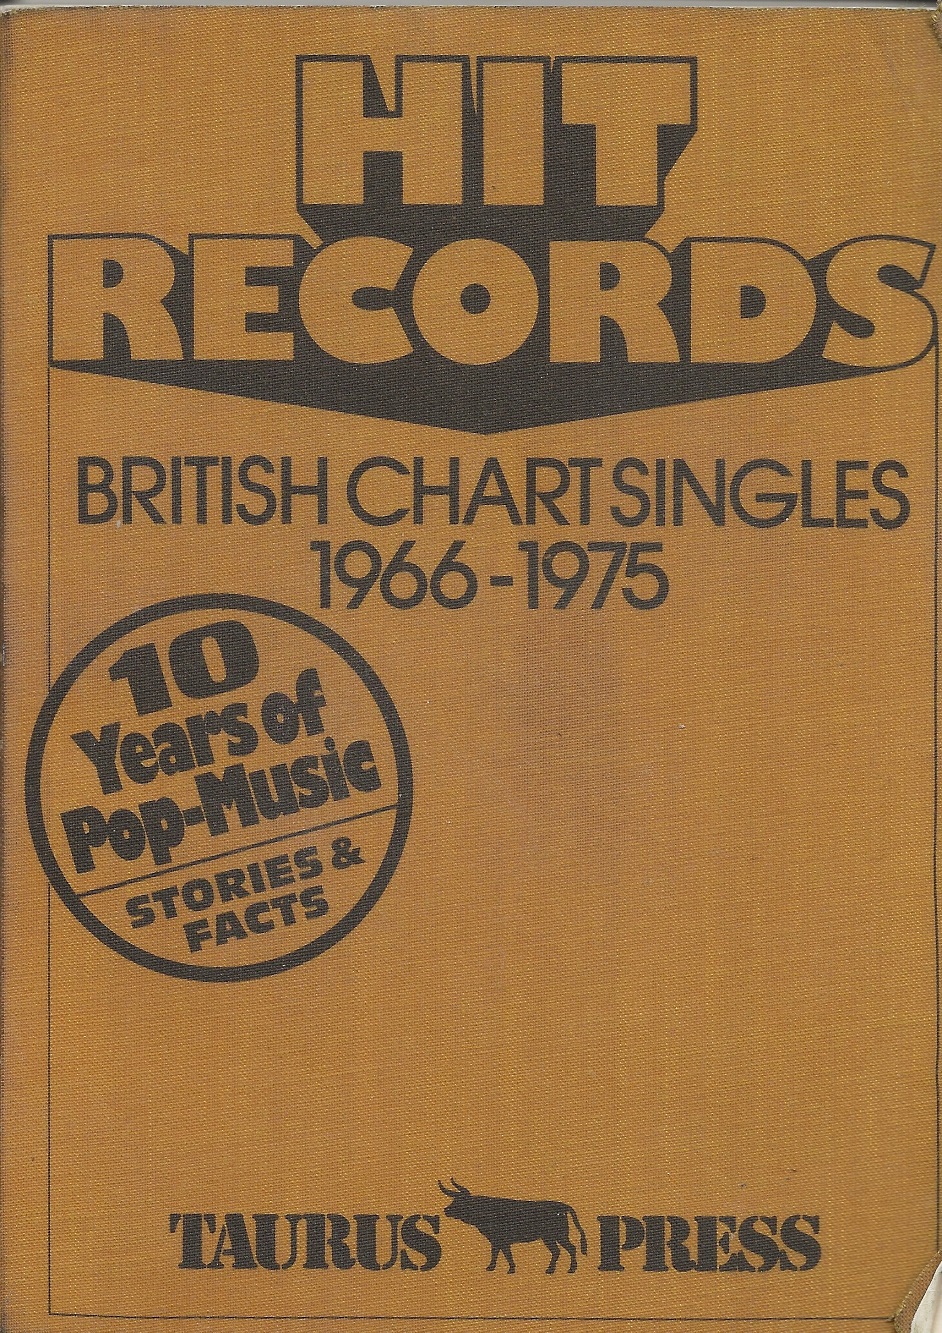 HIT
RECORDS
BRITISH CHART SINGLES
1966-1975
10
Years of
Pop-Music
STORIES &
FACTS
TAURUS PRESS